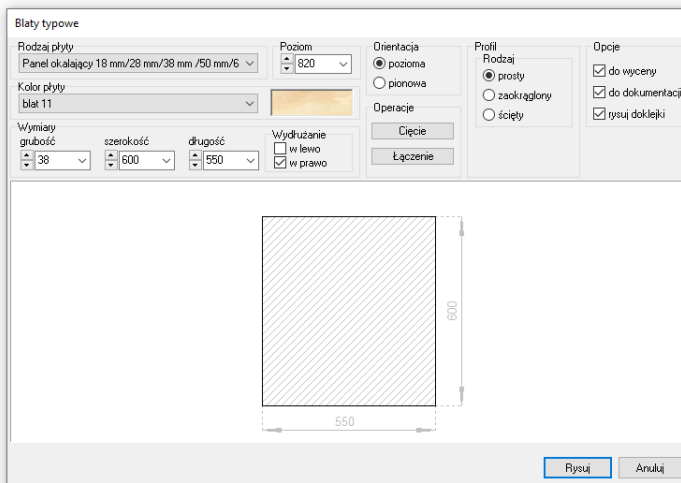 Blaty typowe
Rodzaj płyty
Panel okalający 18 mm/28 mm/38 mm /50 mm/6
Poziom
820
Orientacja
pozioma
pionowa
Profil
Rodzaj
prosty
zaokrąglony
ścięty
Opcje
do wyceny
do dokumentacji
rysuj doklejki
Kolor płyty
blat 11
Operacje
Cięcie
Łączenie
Wymiary
grubość
38
szerokość
600
długość
550
Wydłużanie
w lewo
w prawo
600
550
Rysuj
Anuluj